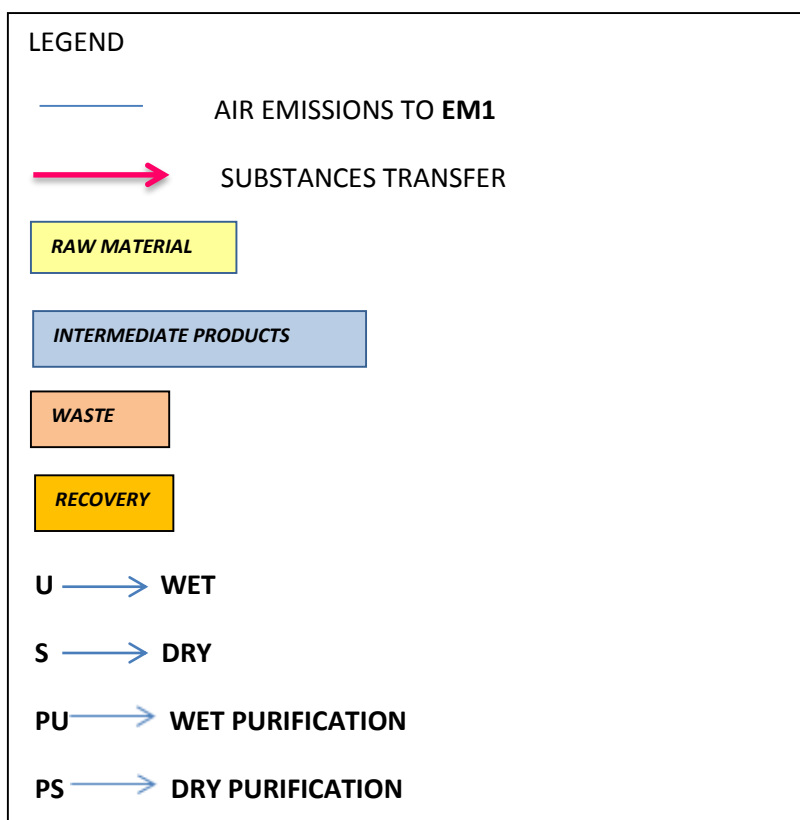 LEGEND
AIR EMISSIONS TO EM1
SUBSTANCES TRANSFER
RAW MATERIAL
INTERMEDIATE PRODUCTS
WASTE
RECOVERY
U WET
S DRY
PU WET PURIFICATION
PS DRY PURIFICATION